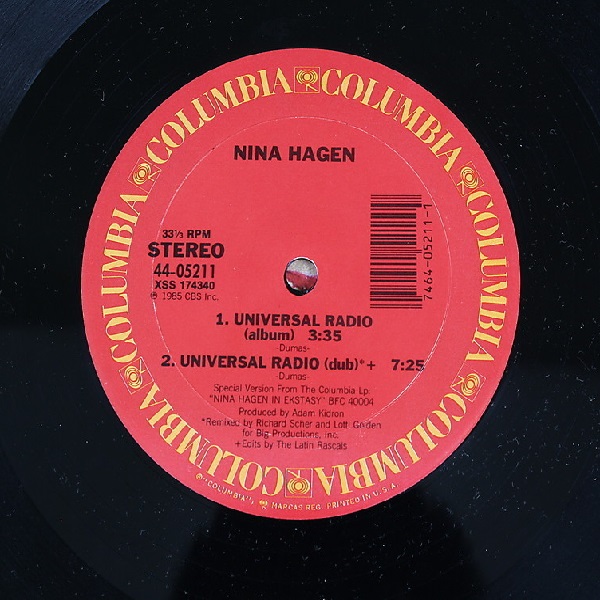 COLUMBIA COLUMBIA COLUMBIA COLUMBIA COLUMBIA COLUMBIA COLUMBIA COLUMBIA
NINA HAGEN
33⅓ RPM
STEREO
44-05211
XSS 174340
℗ 1985 CBS Inc.
7464-05211-1
1. UNIVERSAL RADIO
(album) 3:35
-Dumas-
2. UNIVERSAL RADIO (dub)*+ 7:25
-Dumas-
Special Version From The Columbia Lp:
"NINA HAGEN IN EKSTASY" BFC 40004
Produced by Adam Kidron
*Remixed by Richard Scher and Lotti Golden
for Big Productions, Inc.
+Edits by The Latin Rascals
"COLUMBIA", MARCAS REG. PRINTED IN U.S.A.